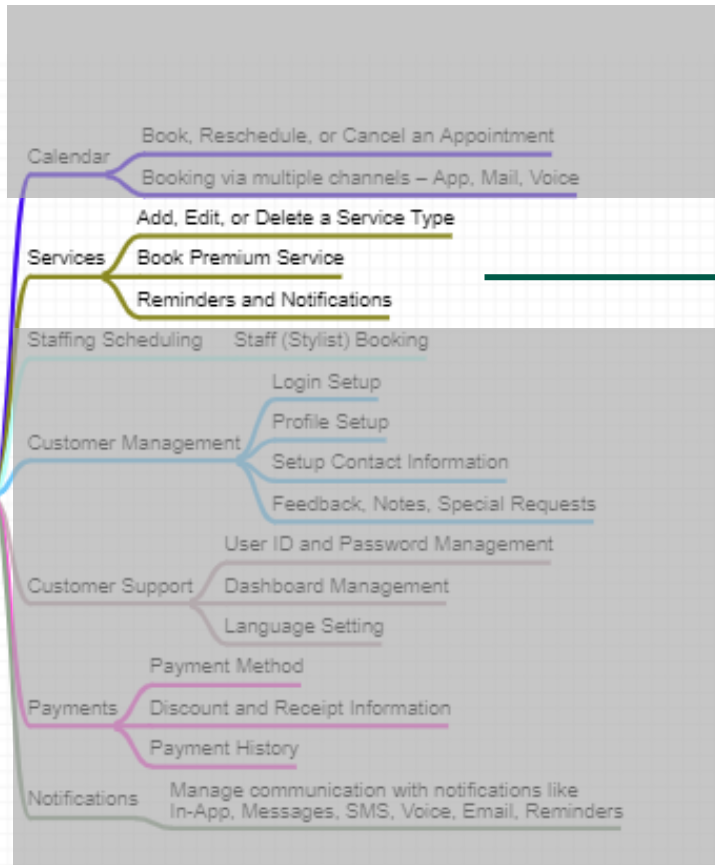 Calendar
Book, Reschedule, or Cancel an Appointment
Booking via multiple channels – App, Mail, Voice
Services
Add, Edit, or Delete a Service Type
Book Premium Service
Reminders and Notifications
Staffing Scheduling
Staff (Stylist) Booking
Customer Management
Login Setup
Profile Setup
Setup Contact Information
Feedback, Notes, Special Requests
Customer Support
User ID and Password Management
Dashboard Management
Language Setting
Payments
Payment Method
Discount and Receipt Information
Payment History
Notifications
Manage communication with notifications like
In-App, Messages, SMS, Voice, Email, Reminders